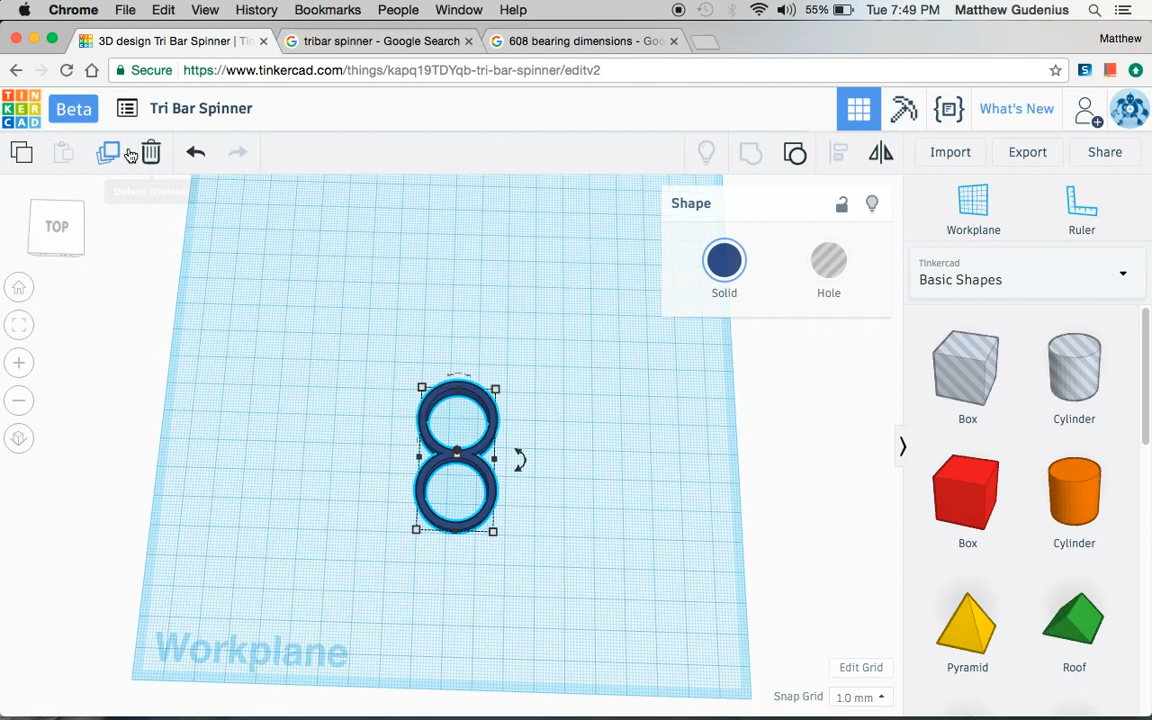 Chrome File Edit View History Bookmarks People Window Help 55% Tue 7:49 PM Matthew Gudenius
3D design Tri Bar Spinner | Tin tribar spinner - Google Search 608 bearing dimensions - Goo Matthew
Secure https://www.tinkercad.com/things/kapq19TDYqb-tri-bar-spinner/editv2
TIN
KER
CAD
Beta Tri Bar Spinner What's New
Import Export Share
Delete (Delete)
TOP
Shape
Solid Hole
Workplane Ruler
Tinkercad
Basic Shapes
Box Cylinder
Box Cylinder
Pyramid Roof
Workplane
Edit Grid
Snap Grid 1.0 mm